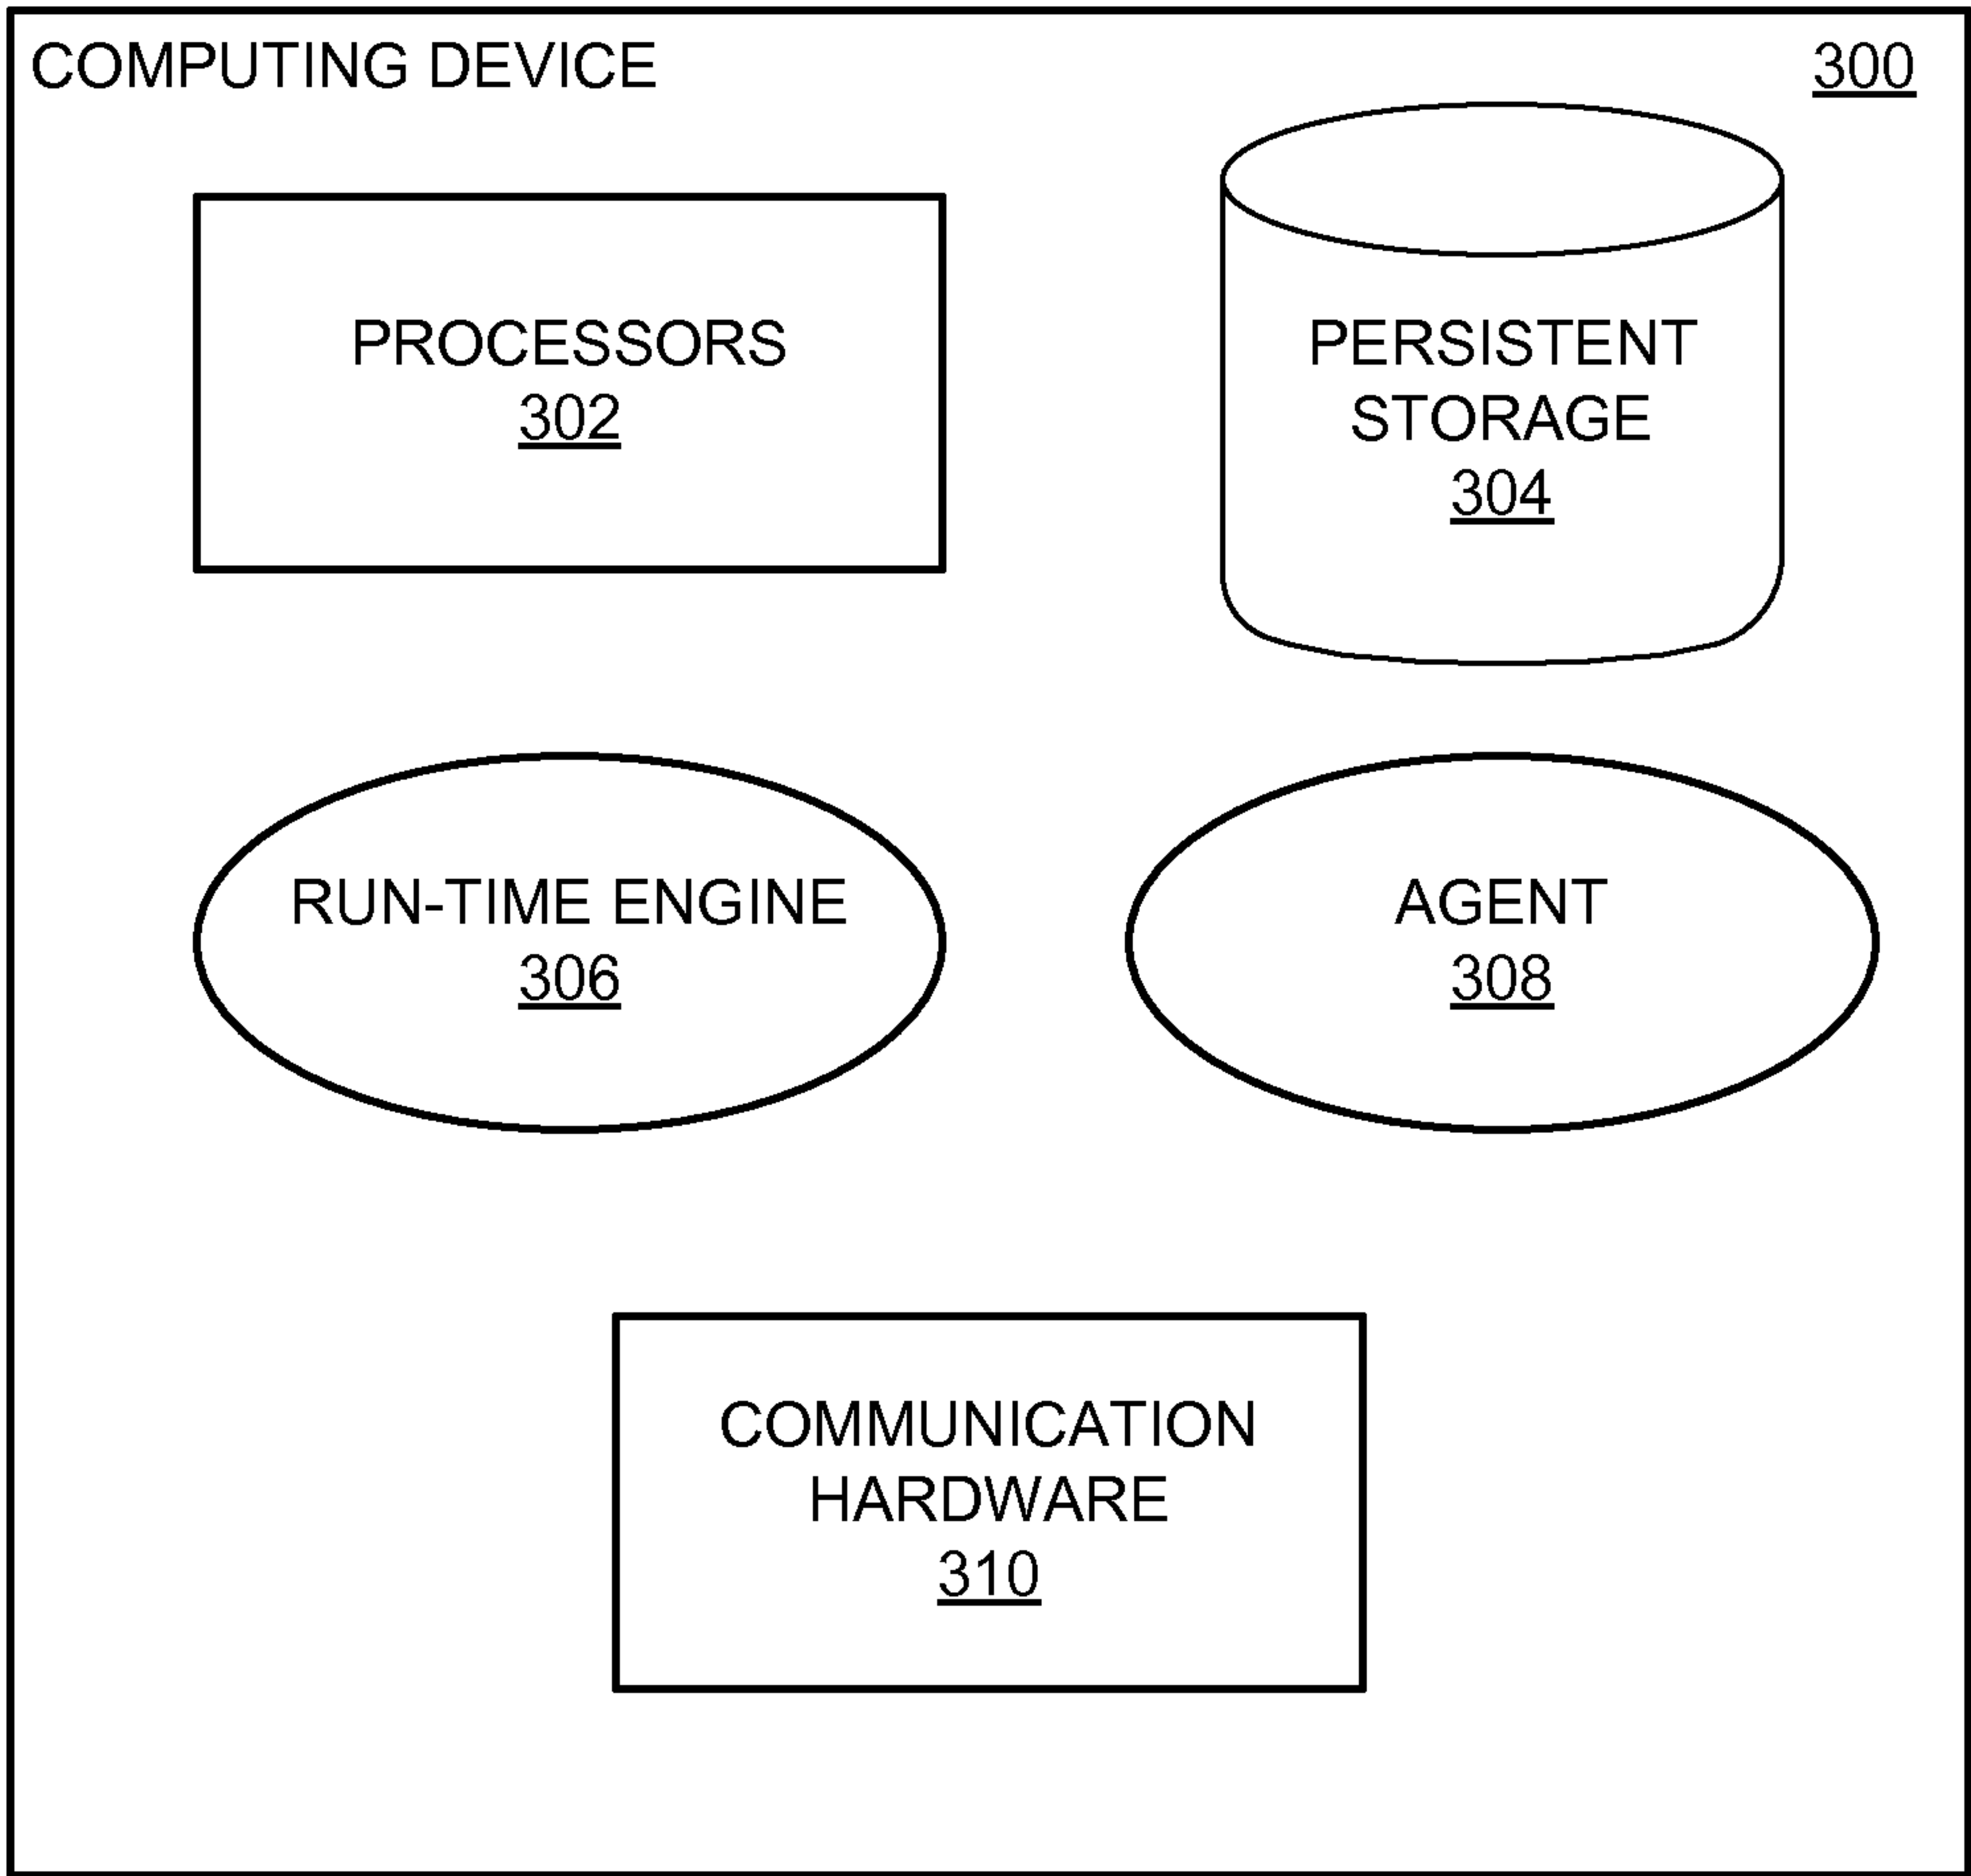 COMPUTING DEVICE
300
PROCESSORS
302
PERSISTENT
STORAGE
304
RUN-TIME ENGINE
306
AGENT
308
COMMUNICATION
HARDWARE
310